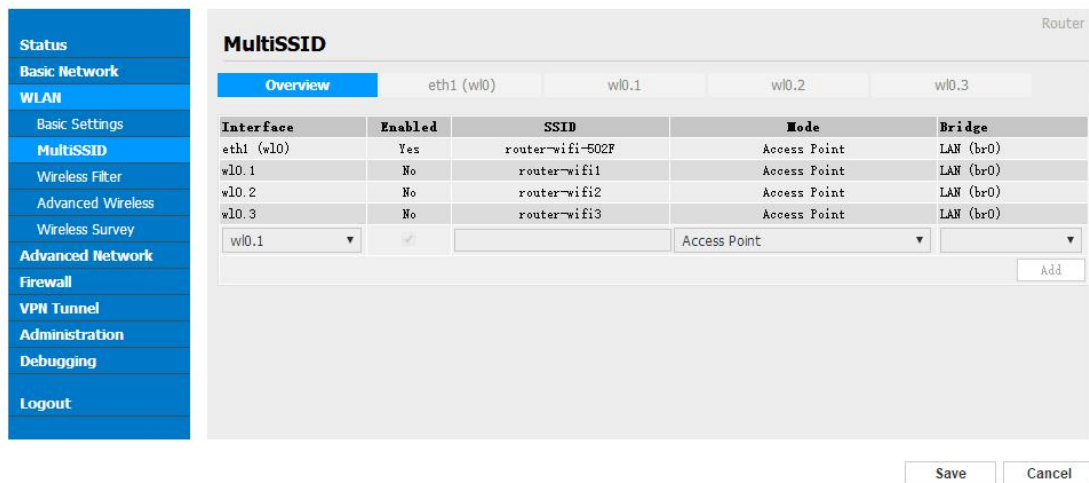 Router
Status
MultiSSID
Basic Network
Overview eth1 (wl0) wl0.1 wl0.2 wl0.3
WLAN
Basic Settings
MultiSSID
Wireless Filter
Advanced Wireless
Wireless Survey
Advanced Network
Firewall
VPN Tunnel
Administration
Debugging
Logout
Interface Enabled SSID Mode Bridge
eth1 (wl0) Yes router-wifi-502F Access Point LAN (br0)
wl0.1 No router-wifi1 Access Point LAN (br0)
wl0.2 No router-wifi2 Access Point LAN (br0)
wl0.3 No router-wifi3 Access Point LAN (br0)
wl0.1 Access Point
Add
Save Cancel